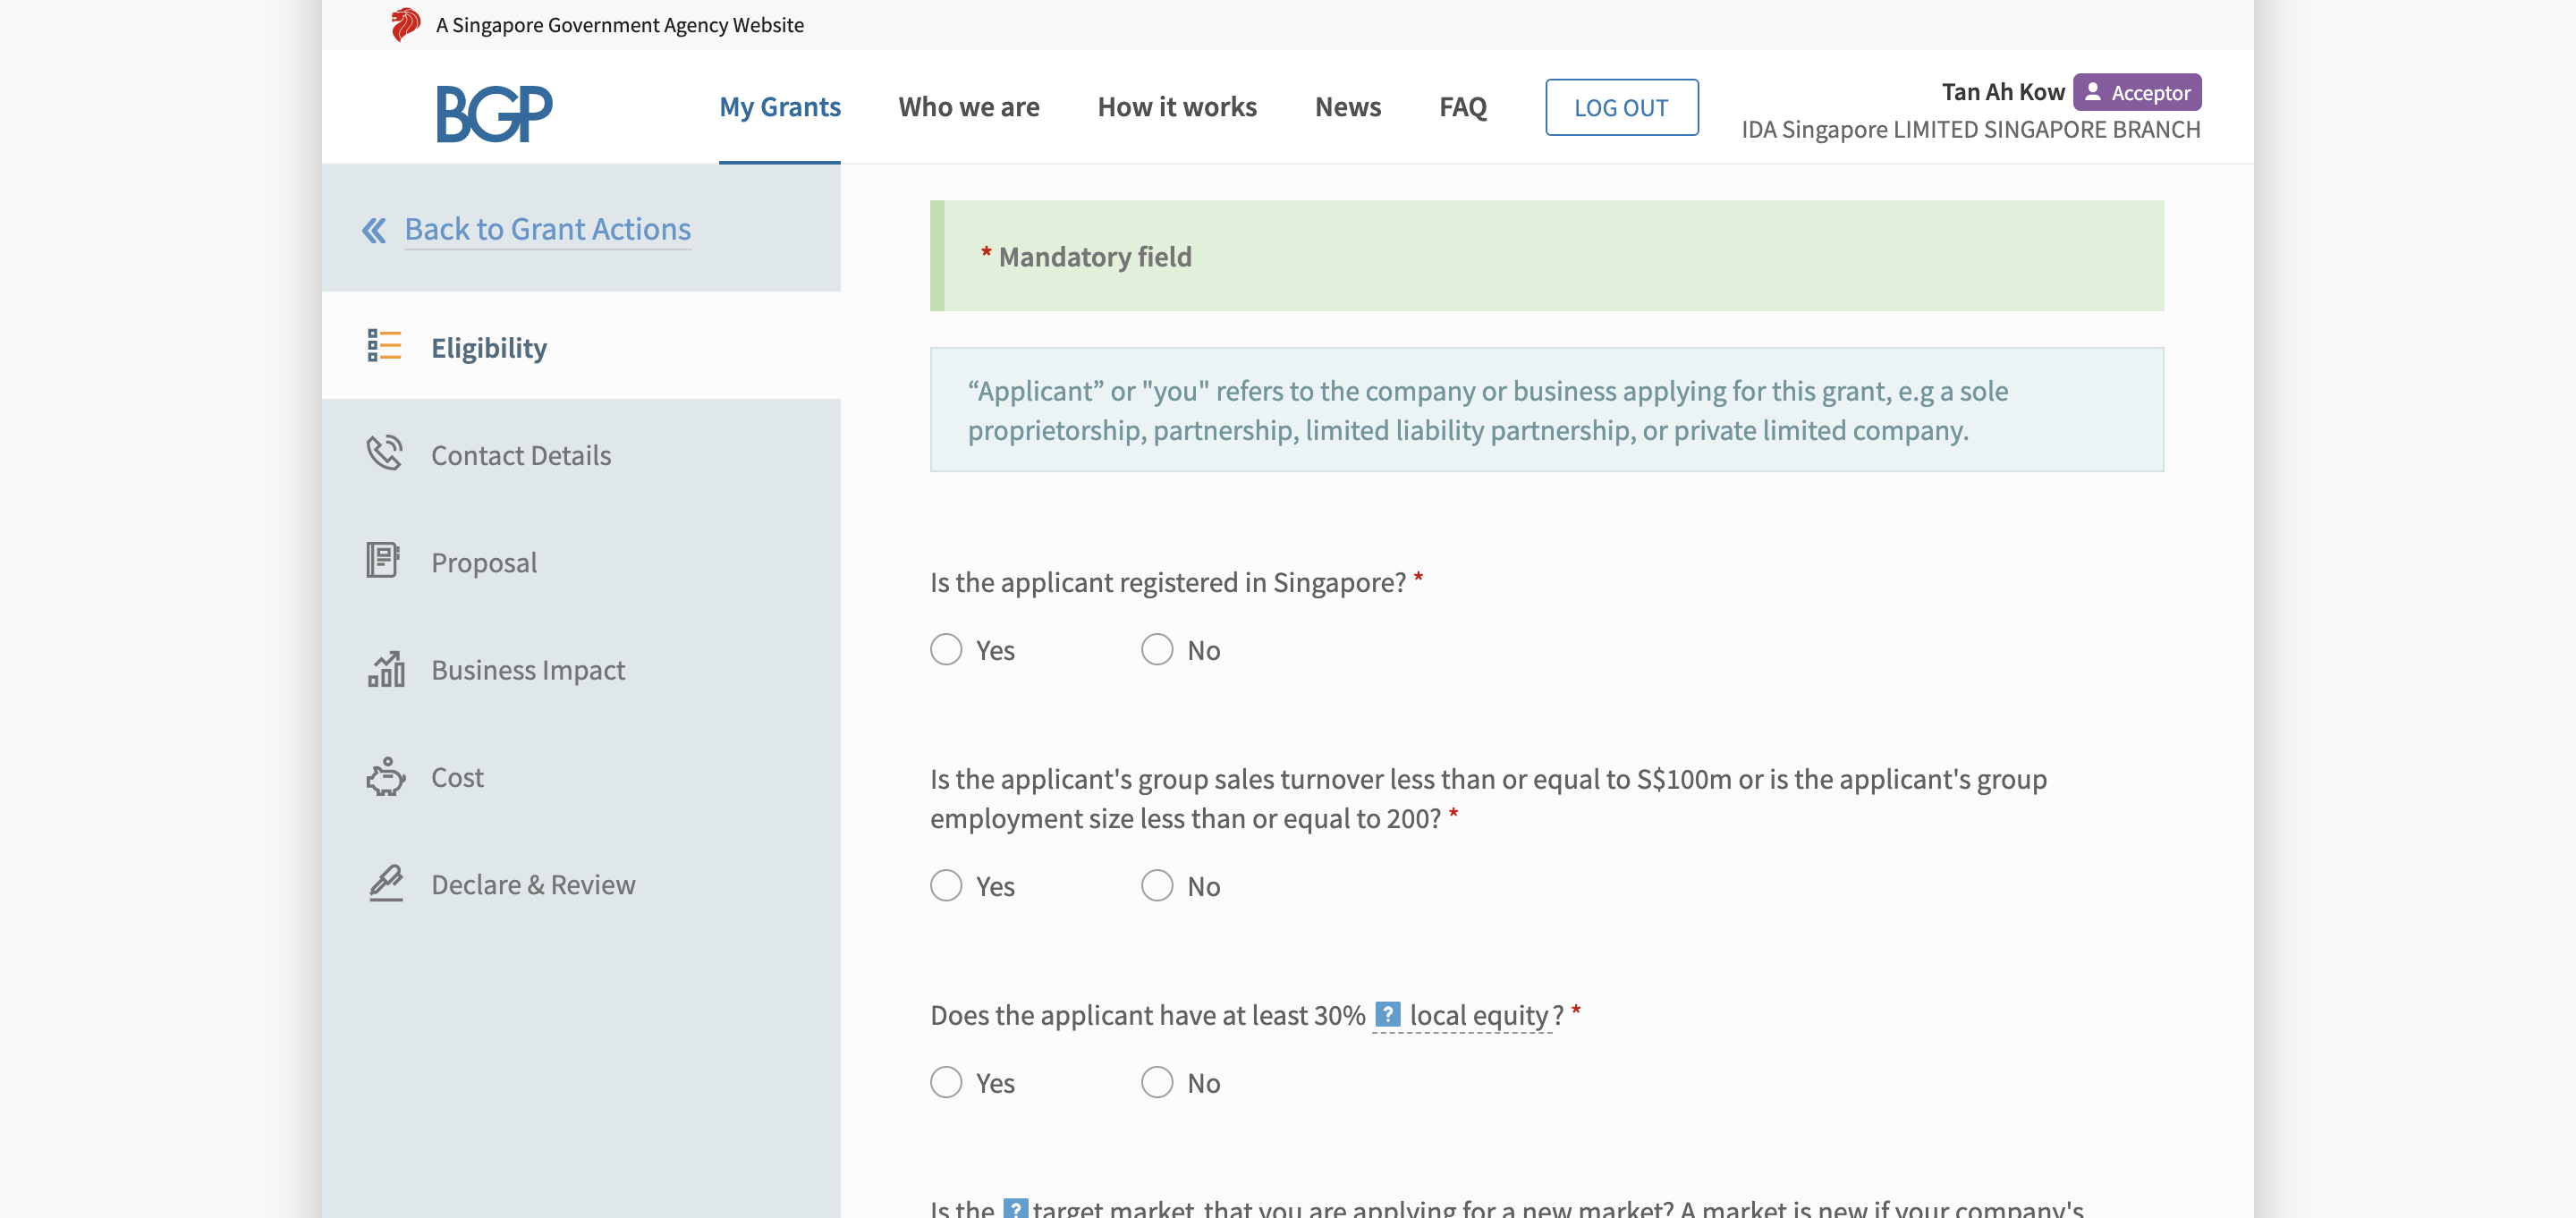 A Singapore Government Agency Website
BGP
My Grants
Who we are
How it works
News
FAQ
LOG OUT
Tan Ah Kow
Acceptor
IDA Singapore LIMITED SINGAPORE BRANCH
Back to Grant Actions
Eligibility
Contact Details
Proposal
Business Impact
Cost
Declare & Review
* Mandatory field
“Applicant” or "you" refers to the company or business applying for this grant, e.g a sole
proprietorship, partnership, limited liability partnership, or private limited company.
Is the applicant registered in Singapore? *
Yes
No
Is the applicant's group sales turnover less than or equal to S$100m or is the applicant's group
employment size less than or equal to 200? *
Yes
No
Does the applicant have at least 30% ? local equity? *
Yes
No
Is the ? target market that you are applying for a new market? A market is new if your company's